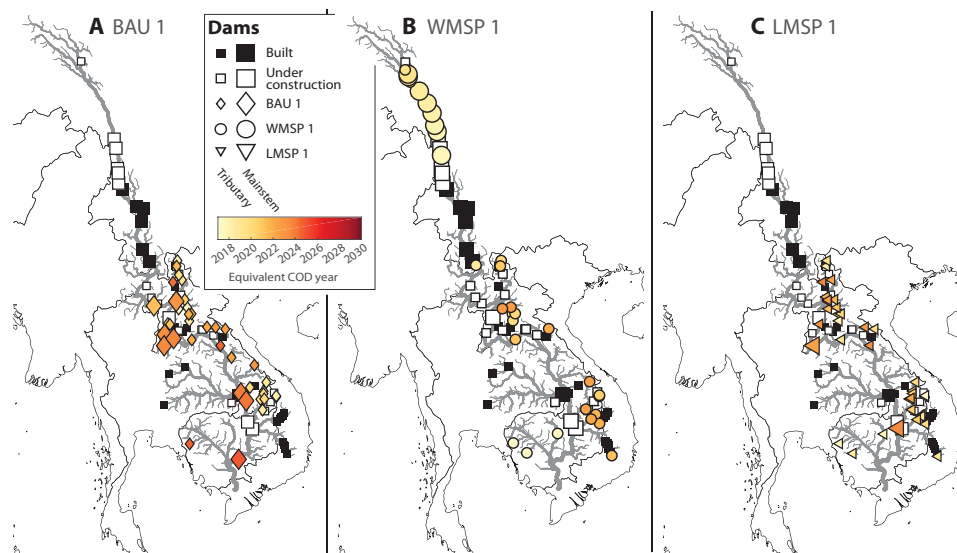 A BAU 1
Dams
Built
Under
construction
BAU 1
WMSP 1
LMSP 1
Tributary
Mainstem
2018 2020 2022 2024 2026 2028 2030
Equivalent COD year
B WMSP 1
C LMSP 1